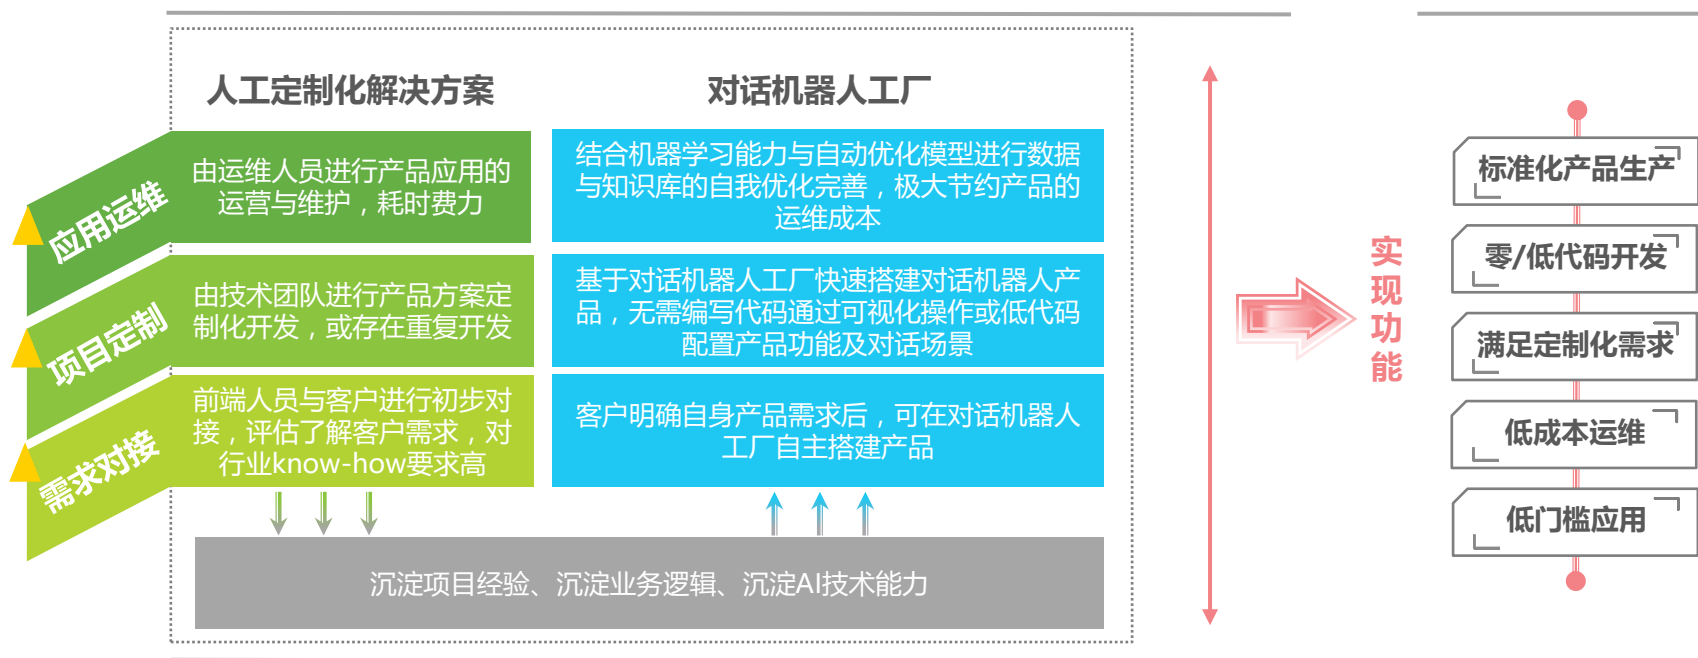 人工定制化解决方案
对话机器人工厂
应用运维
由运维人员进行产品应用的
运营与维护，耗时费力
结合机器学习能力与自动优化模型进行数据
与知识库的自我优化完善，极大节约产品的
运维成本
项目定制
由技术团队进行产品方案定
制化开发，或存在重复开发
基于对话机器人工厂快速搭建对话机器人产
品，无需编写代码通过可视化操作或低代码
配置产品功能及对话场景
需求对接
前端人员与客户进行初步对
接，评估了解客户需求，对
行业know-how要求高
客户明确自身产品需求后，可在对话机器人
工厂自主搭建产品
沉淀项目经验、沉淀业务逻辑、沉淀AI技术能力
实现功能
标准化产品生产
零/低代码开发
满足定制化需求
低成本运维
低门槛应用